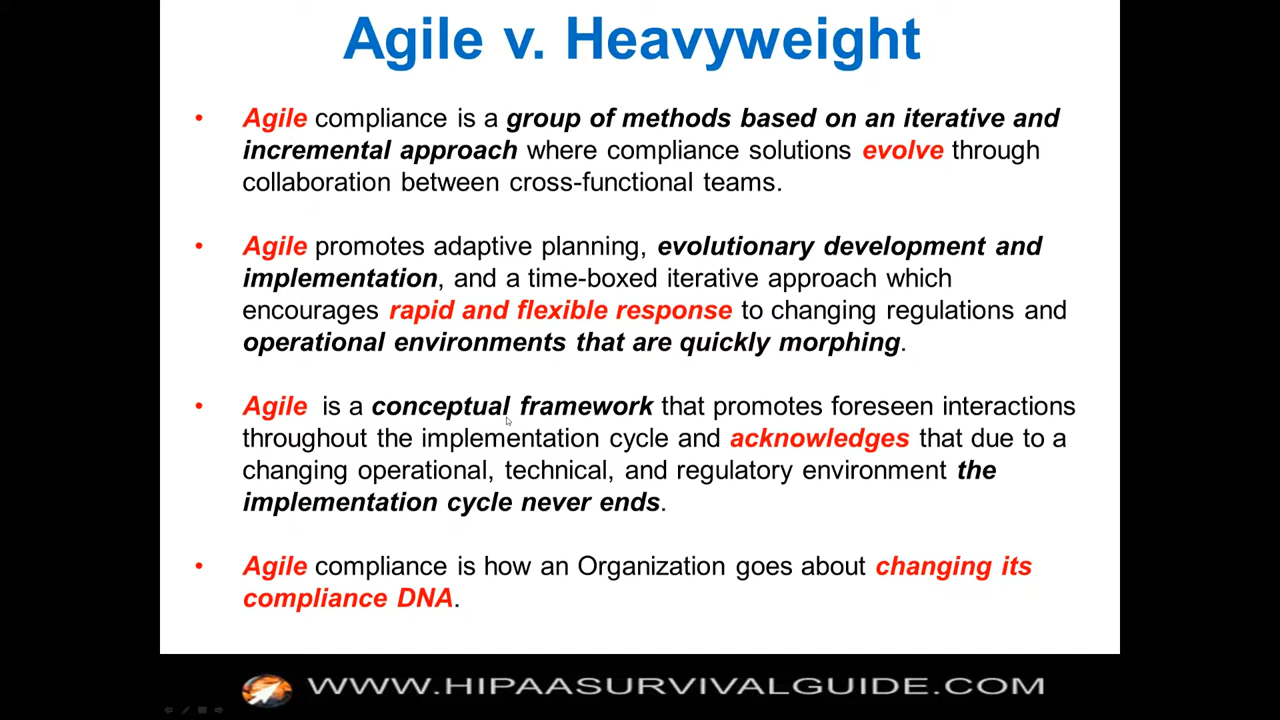 Agile v. Heavyweight
• Agile compliance is a group of methods based on an iterative and
incremental approach where compliance solutions evolve through
collaboration between cross-functional teams.
• Agile promotes adaptive planning, evolutionary development and
implementation, and a time-boxed iterative approach which
encourages rapid and flexible response to changing regulations and
operational environments that are quickly morphing.
• Agile is a conceptual framework that promotes foreseen interactions
throughout the implementation cycle and acknowledges that due to a
changing operational, technical, and regulatory environment the
implementation cycle never ends.
• Agile compliance is how an Organization goes about changing its
compliance DNA.
WWW.HIPAASURVIVALGUIDE.COM